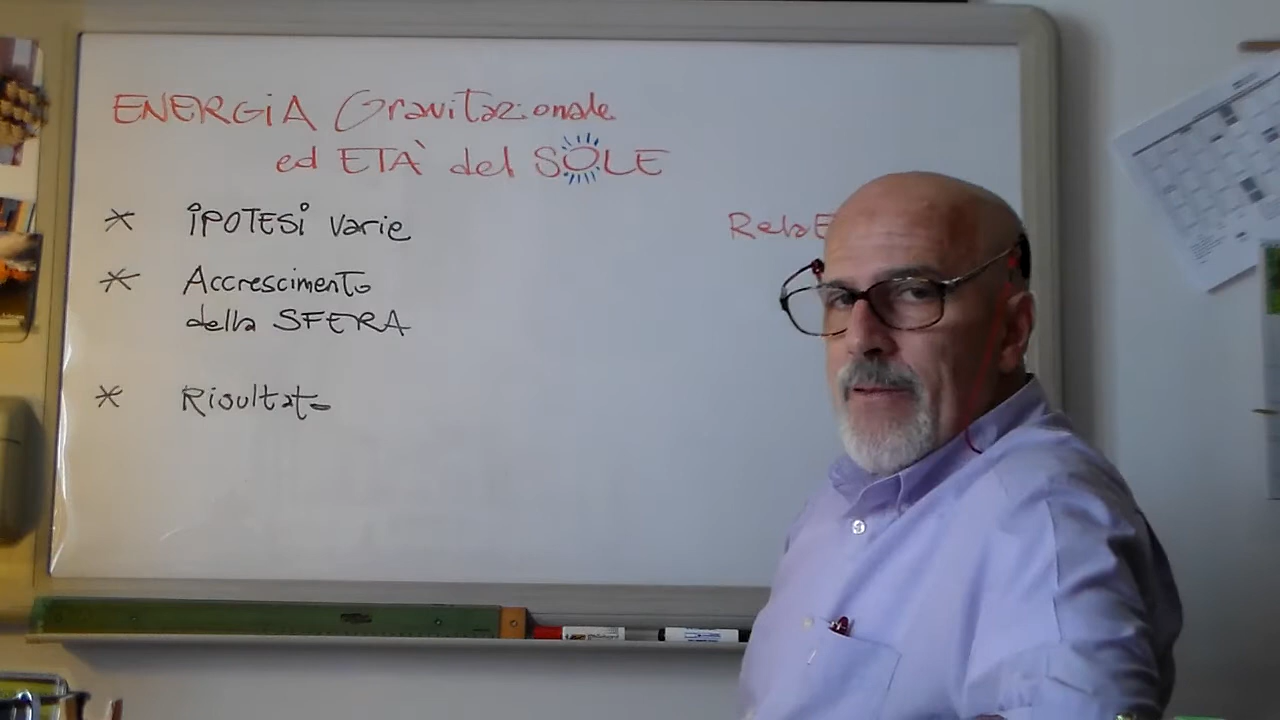 ENERGIA Gravitazionale
ed ETÀ del SOLE
* IPOTESI varie
* Accrescimento
della SFERA
* Risultato